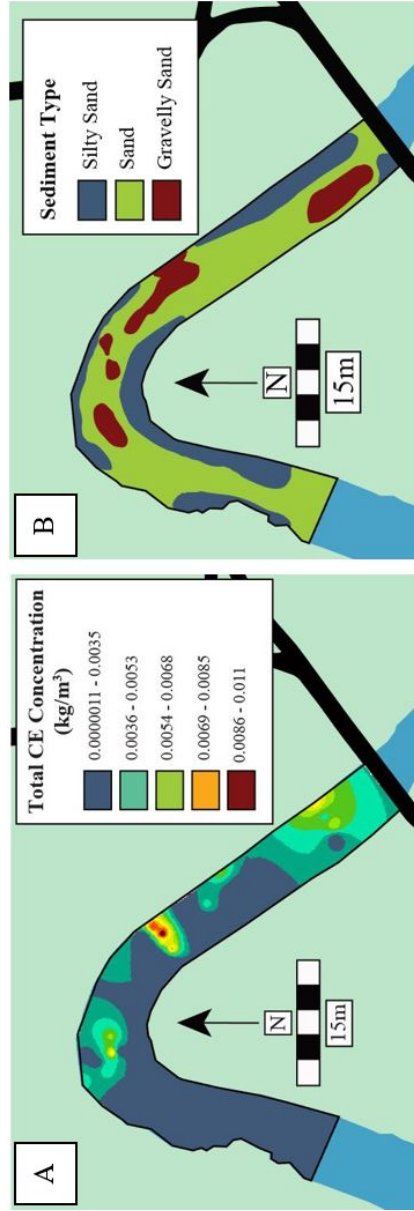 A
Total CE Concentration
(kg/m³)
0.0000011 - 0.0035
0.0036 - 0.0053
0.0054 - 0.0068
0.0069 - 0.0085
0.0086 - 0.011
N
15m
B
Sediment Type
Silty Sand
Sand
Gravelly Sand
N
15m